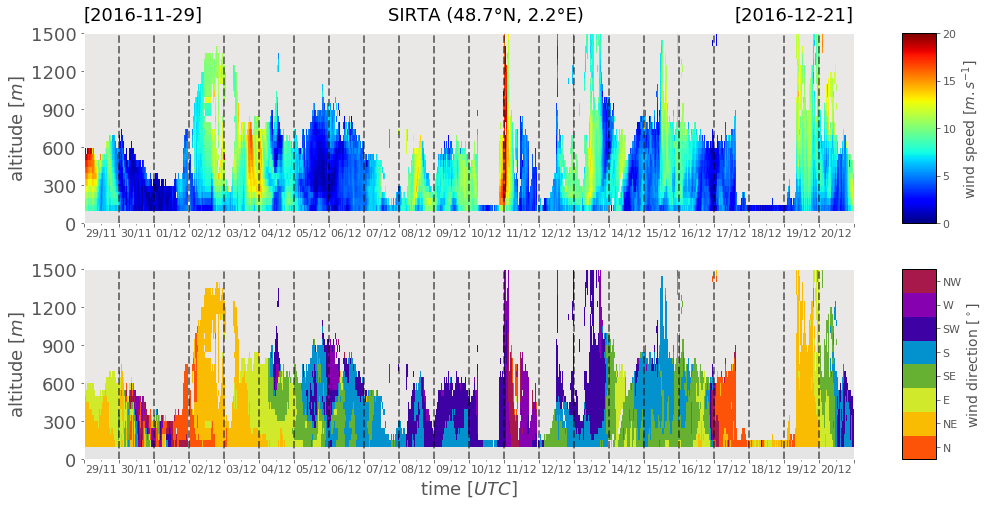 [2016-11-29] SIRTA (48.7°N, 2.2°E) [2016-12-21]
altitude [m]
1500
1200
900
600
300
0
29/11 30/11 01/12 02/12 03/12 04/12 05/12 06/12 07/12 08/12 09/12 10/12 11/12 12/12 13/12 14/12 15/12 16/12 17/12 18/12 19/12 20/12
20
15
10
5
0
wind speed [m.s⁻¹]
altitude [m]
1500
1200
900
600
300
0
29/11 30/11 01/12 02/12 03/12 04/12 05/12 06/12 07/12 08/12 09/12 10/12 11/12 12/12 13/12 14/12 15/12 16/12 17/12 18/12 19/12 20/12
time [UTC]
NW
W
SW
S
SE
E
NE
N
wind direction [°]